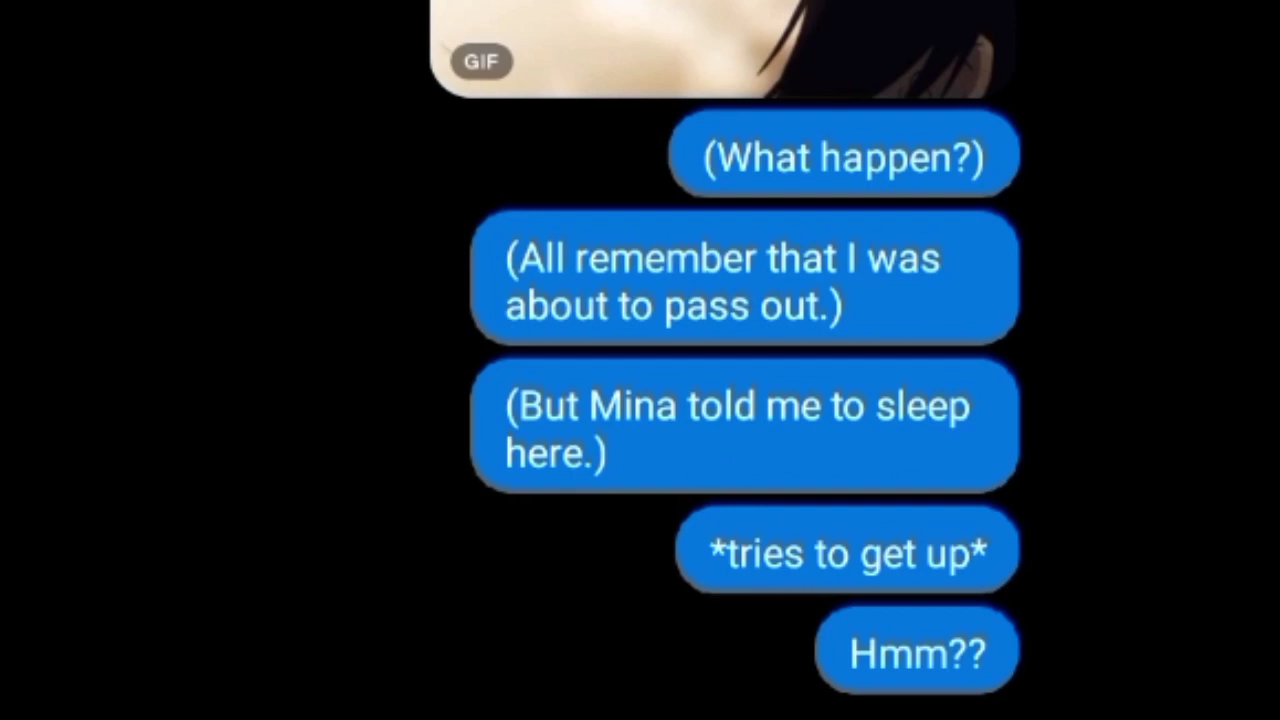 GIF
(What happen?)
(All remember that I was
about to pass out.)
(But Mina told me to sleep
here.)
*tries to get up*
Hmm??